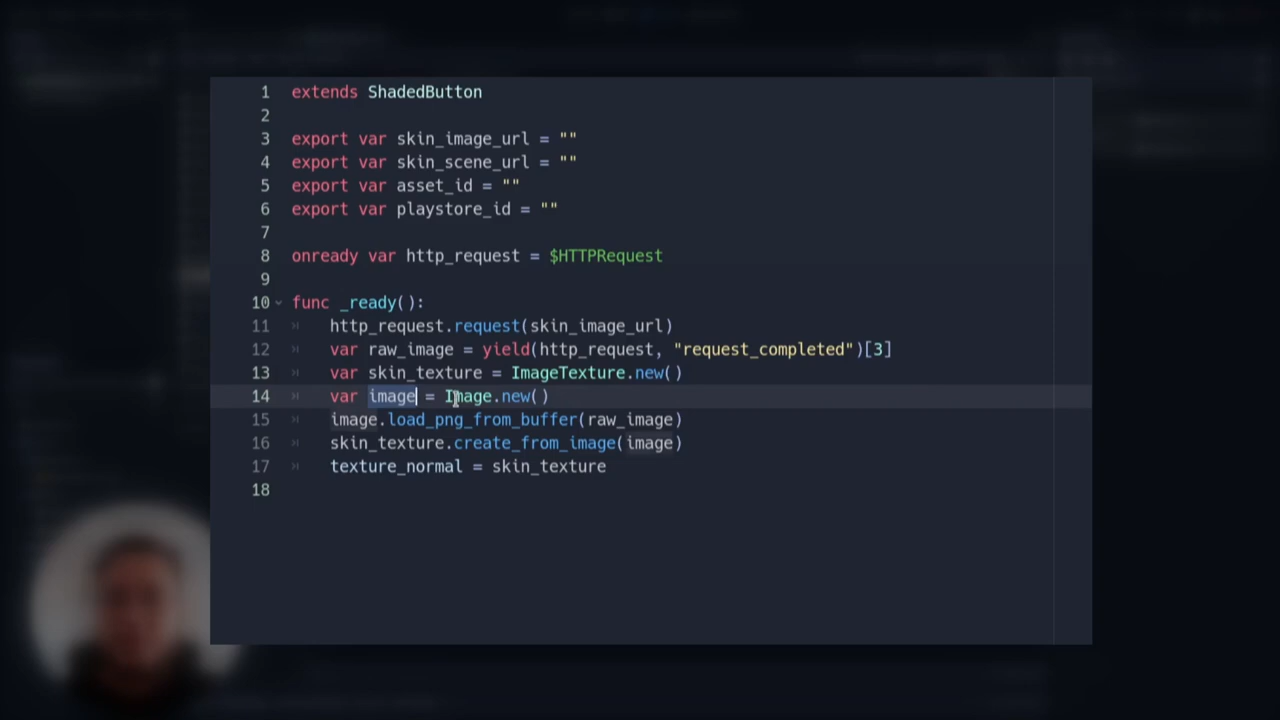 1 extends ShadedButton
2
3 export var skin_image_url = ""
4 export var skin_scene_url = ""
5 export var asset_id = ""
6 export var playstore_id = ""
7
8 onready var http_request = $HTTPRequest
9
10 func _ready():
11 http_request.request(skin_image_url)
12 var raw_image = yield(http_request, "request_completed")[3]
13 var skin_texture = ImageTexture.new()
14 var image = Image.new()
15 image.load_png_from_buffer(raw_image)
16 skin_texture.create_from_image(image)
17 texture_normal = skin_texture
18